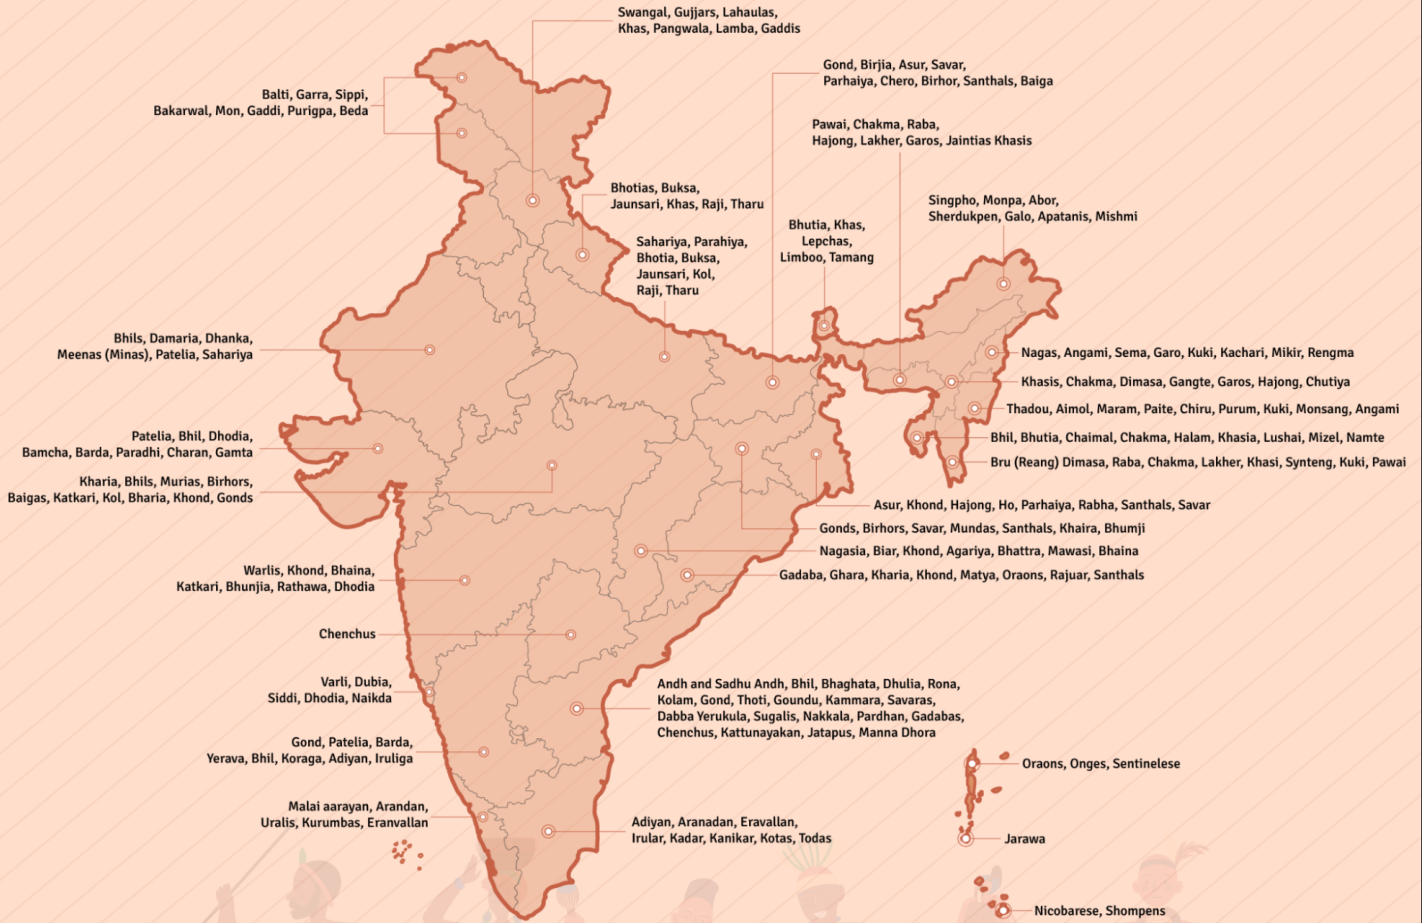 Swangal, Gujjars, Lahaulas,
Khas, Pangwala, Lamba, Gaddis
Gond, Birjia, Asur, Savar,
Parhaiya, Chero, Birhor, Santhals, Baiga
Balti, Garra, Sippi,
Bakarwal, Mon, Gaddi, Purigpa, Beda
Pawai, Chakma, Raba,
Hajong, Lakher, Garos, Jaintias Khasis
Bhotias, Buksa,
Jaunsari, Khas, Raji, Tharu
Singpho, Monpa, Abor,
Sherdukpen, Galo, Apatanis, Mishmi
Bhutia, Khas,
Lepchas,
Limboo, Tamang
Sahariya, Parahiya,
Bhotia, Buksa,
Jaunsari, Kol,
Raji, Tharu
Bhils, Damaria, Dhanka,
Meenas (Minas), Patelia, Sahariya
Nagas, Angami, Sema, Garo, Kuki, Kachari, Mikir, Rengma
Khasis, Chakma, Dimasa, Gangte, Garos, Hajong, Chutiya
Thadou, Aimol, Maram, Paite, Chiru, Purum, Kuki, Monsang, Angami
Patelia, Bhil, Dhodia,
Bamcha, Barda, Paradhi, Charan, Gamta
Bhil, Bhutia, Chaimal, Chakma, Halam, Khasia, Lushai, Mizel, Namte
Bru (Reang) Dimasa, Raba, Chakma, Lakher, Khasi, Synteng, Kuki, Pawai
Kharia, Bhils, Murias, Birhors,
Baigas, Katkari, Kol, Bharia, Khond, Gonds
Asur, Khond, Hajong, Ho, Parhaiya, Rabha, Santhals, Savar
Gonds, Birhors, Savar, Mundas, Santhals, Khaira, Bhumji
Nagasia, Biar, Khond, Agariya, Bhattra, Mawasi, Bhaina
Gadaba, Ghara, Kharia, Khond, Matya, Oraons, Rajuar, Santhals
Warlis, Khond, Bhaina,
Katkari, Bhunjia, Rathawa, Dhodia
Chenchus
Varli, Dubia,
Siddi, Dhodia, Naikda
Andh and Sadhu Andh, Bhil, Bhaghata, Dhulia, Rona,
Kolam, Gond, Thoti, Goundu, Kammara, Savaras,
Dabba Yerukula, Sugalis, Nakkala, Pardhan, Gadabas,
Chenchus, Kattunayakan, Jatapus, Manna Dhora
Gond, Patelia, Barda,
Yerava, Bhil, Koraga, Adiyan, Iruliga
Oraons, Onges, Sentinelese
Malai aarayan, Arandan,
Uralis, Kurumbas, Eranvallan
Adiyan, Aranadan, Eravallan,
Irular, Kadar, Kanikar, Kotas, Todas
Jarawa
Nicobarese, Shompens